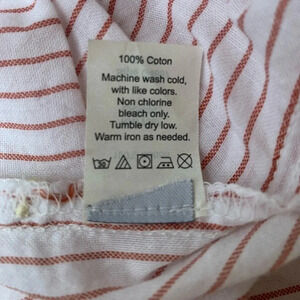 100% Coton
Machine wash cold,
with like colors.
Non chlorine
bleach only.
Tumble dry low.
Warm iron as needed.